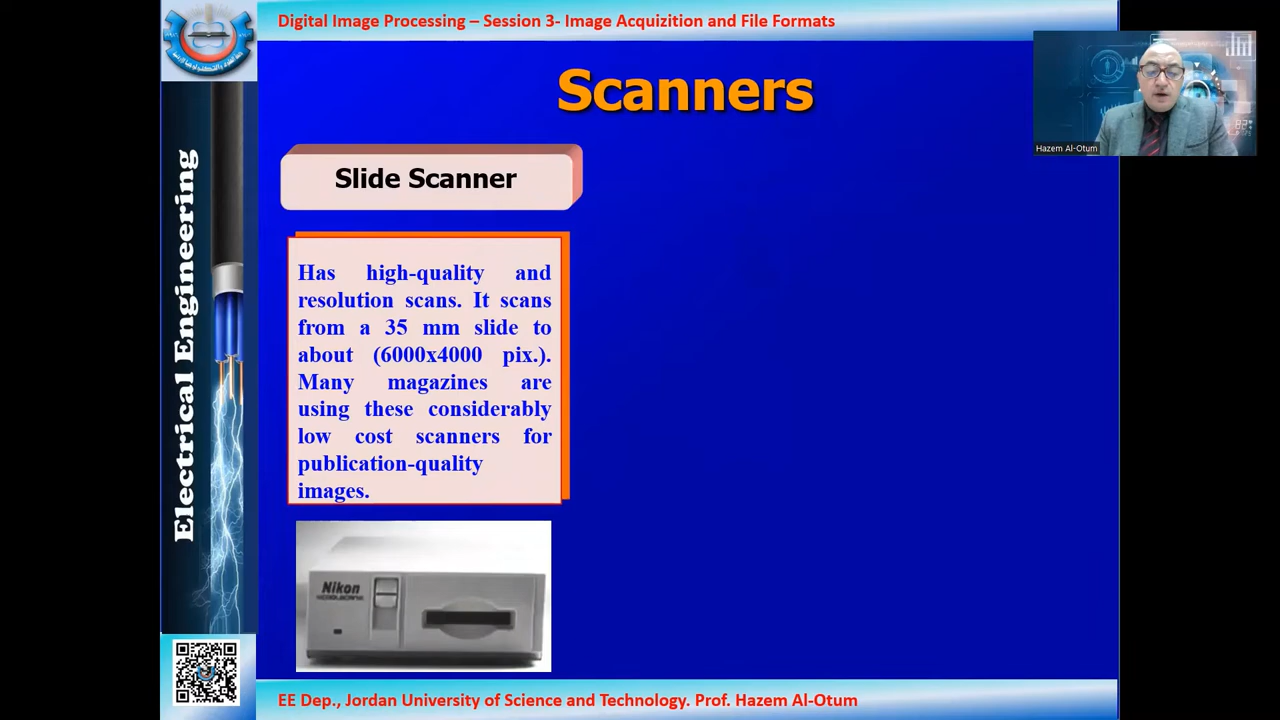 Digital Image Processing – Session 3- Image Acquizition and File Formats
Scanners
Hazem Al-Otum
Slide Scanner
Electrical Engineering
Has high-quality and
resolution scans. It scans
from a 35 mm slide to
about (6000x4000 pix.).
Many magazines are
using these considerably
low cost scanners for
publication-quality
images.
Nikon
EE Dep., Jordan University of Science and Technology. Prof. Hazem Al-Otum